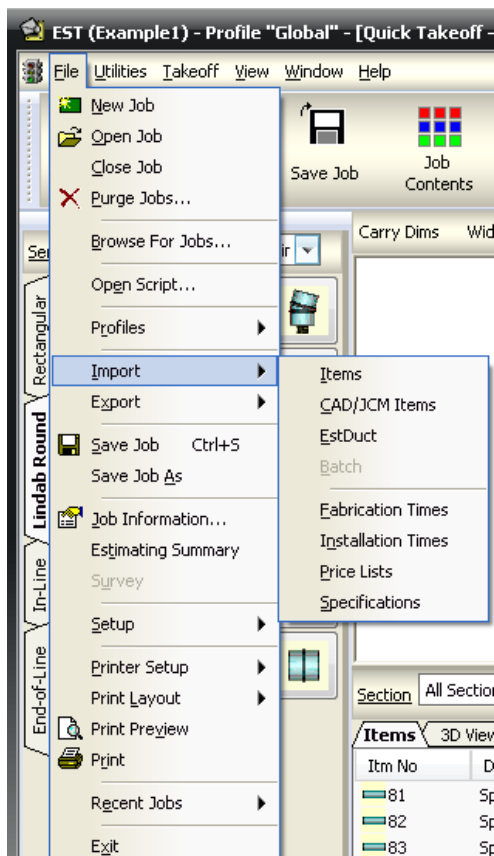 EST (Example1) - Profile "Global" - [Quick Takeoff -
File Utilities Takeoff View Window Help
New Job
Open Job
Close Job
Purge Jobs...
Browse For Jobs...
Open Script...
Profiles
Import
Export
Save Job Ctrl+S
Save Job As
Job Information...
Estimating Summary
Survey
Setup
Printer Setup
Print Layout
Print Preview
Print
Recent Jobs
Exit
Items
CAD/JCM Items
EstDuct
Batch
Fabrication Times
Installation Times
Price Lists
Specifications
Save Job
Job
Contents
Carry Dims
ir
Rectangular
Lindab Round
In-Line
End-of-Line
Section All Section
Items 3D View
Itm No D
81 Sp
82 Sp
83 Sp